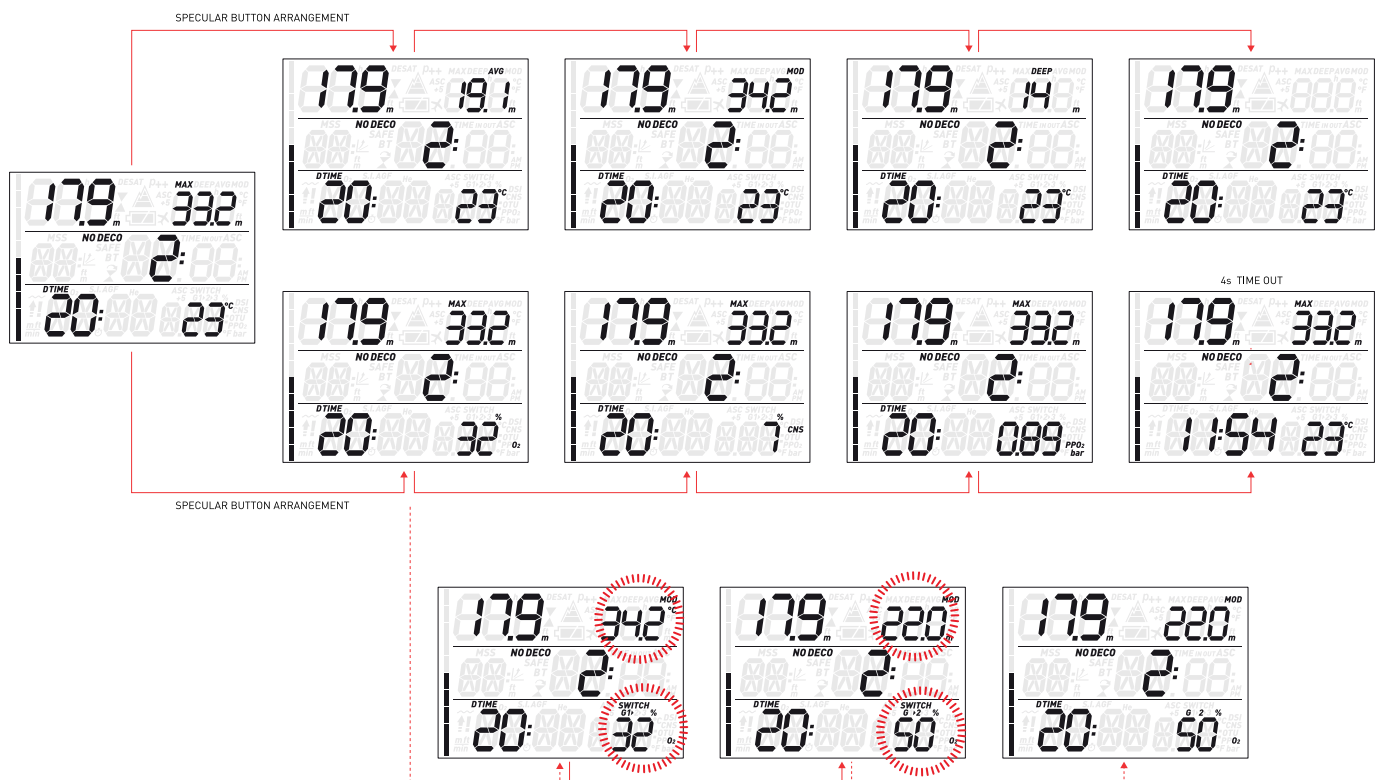 SPECULAR BUTTON ARRANGEMENT
17.9 m AVG 19.1 m
NO DECO
2:
DTIME
20: 23 °C
17.9 m MOD 34.2 m
NO DECO
2:
DTIME
20: 23 °C
17.9 m DEEP 14 m
NO DECO
2:
DTIME
20: 23 °C
17.9 m
NO DECO
2:
DTIME
20: 23 °C
17.9 m MAX 33.2 m
NO DECO
2:
DTIME
20: 23 °C
4s TIME OUT
17.9 m MAX 33.2 m
NO DECO
2:
DTIME
20: 32 % O₂
17.9 m MAX 33.2 m
NO DECO
2:
DTIME
20: 7 % CNS
17.9 m MAX 33.2 m
NO DECO
2:
DTIME
20: 0.89 PPO₂ bar
17.9 m MAX 33.2 m
NO DECO
2:
11:54 23 °C
SPECULAR BUTTON ARRANGEMENT
17.9 m MOD 34.2 °C m
NO DECO
2:
DTIME SWITCH
G1 %
20: 32 O₂
17.9 m MOD 22.0 m
NO DECO
2:
DTIME SWITCH
G 2 %
20: 50 O₂
17.9 m MOD 22.0 m
NO DECO
2:
DTIME G 2 %
20: 50 O₂